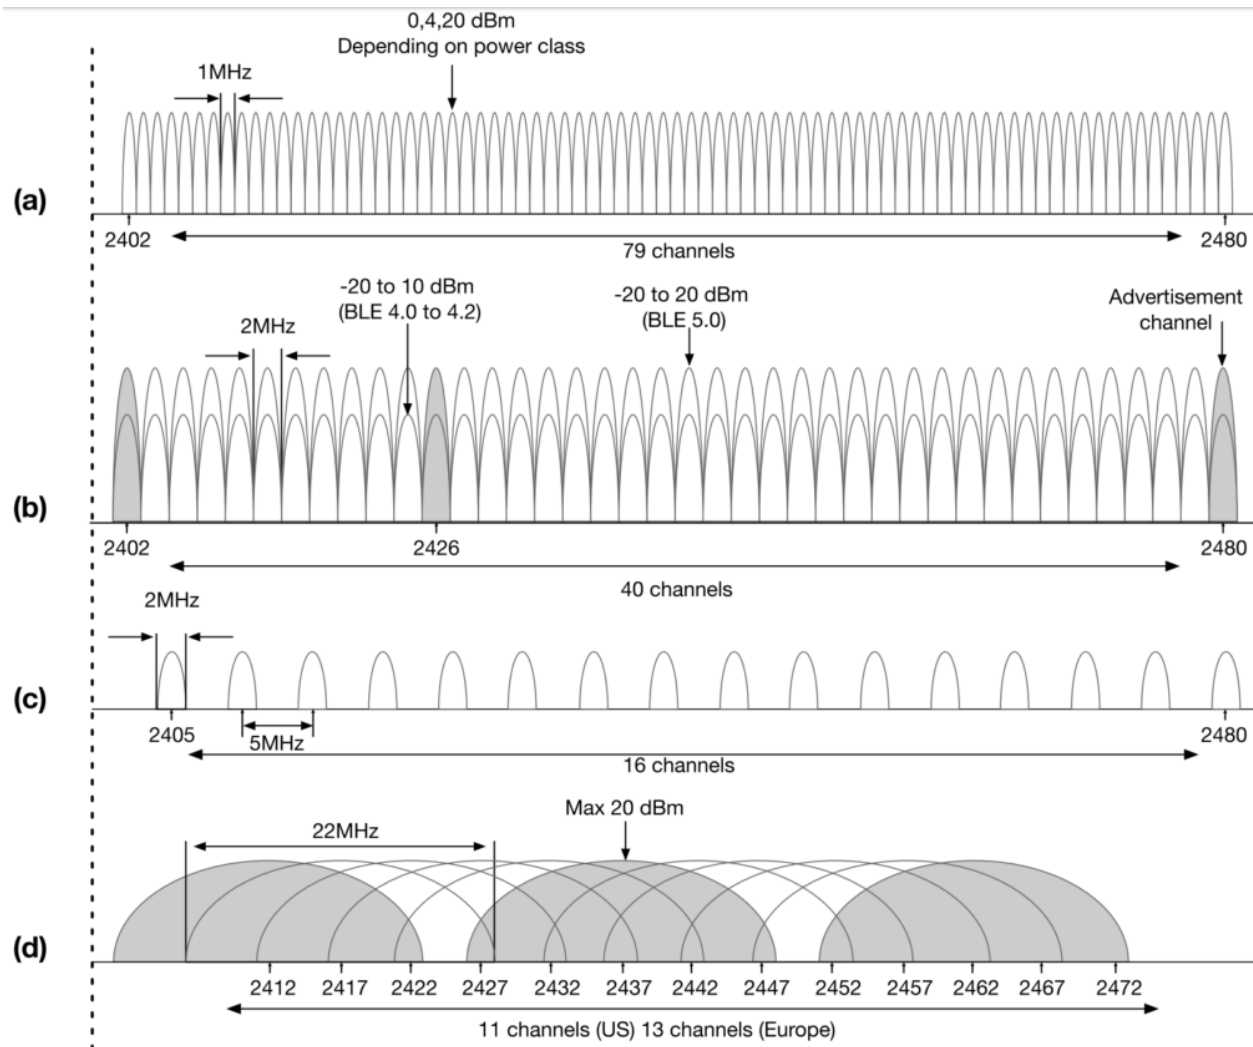 0,4,20 dBm
Depending on power class
1MHz
(a)
2402
2480
79 channels
-20 to 10 dBm
(BLE 4.0 to 4.2)
-20 to 20 dBm
(BLE 5.0)
Advertisement
channel
2MHz
(b)
2402
2426
2480
40 channels
2MHz
(c)
2405
5MHz
2480
16 channels
Max 20 dBm
22MHz
(d)
2412 2417 2422 2427 2432 2437 2442 2447 2452 2457 2462 2467 2472
11 channels (US) 13 channels (Europe)